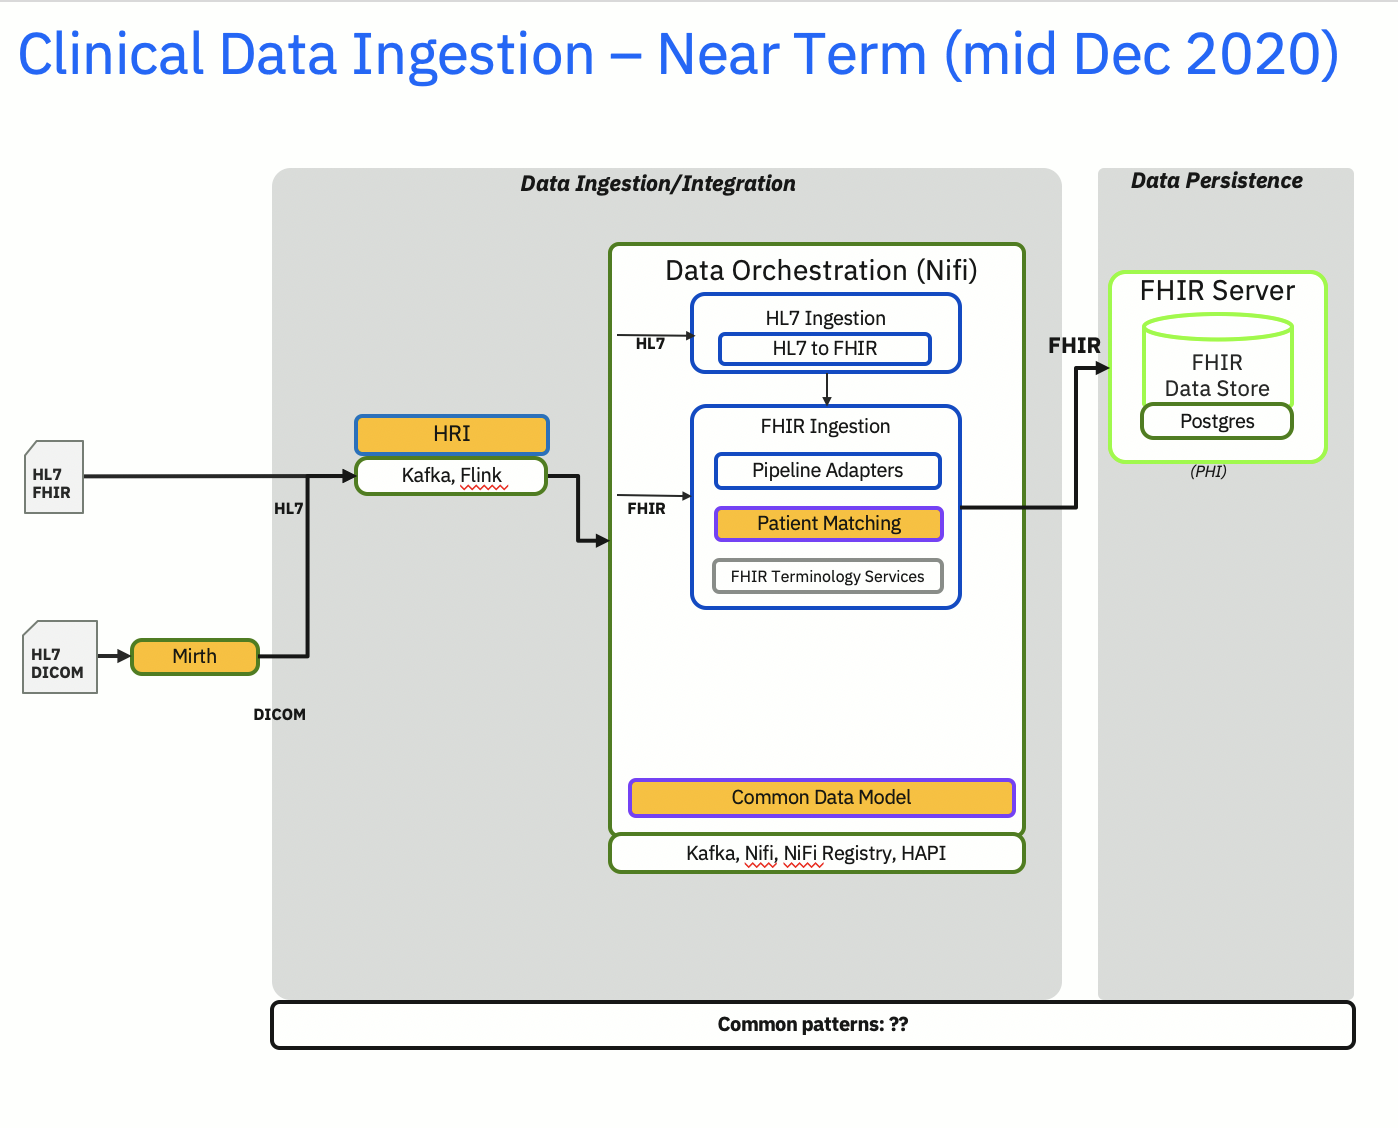 Clinical Data Ingestion – Near Term (mid Dec 2020)
Data Ingestion/Integration
Data Persistence
Data Orchestration (Nifi)
HL7 Ingestion
HL7 to FHIR
HL7
FHIR Ingestion
Pipeline Adapters
Patient Matching
FHIR Terminology Services
FHIR
FHIR
FHIR Server
FHIR
Data Store
Postgres
(PHI)
HRI
Kafka, Flink
HL7
FHIR
HL7
HL7
DICOM
Mirth
DICOM
Common Data Model
Kafka, Nifi, NiFi Registry, HAPI
Common patterns: ??